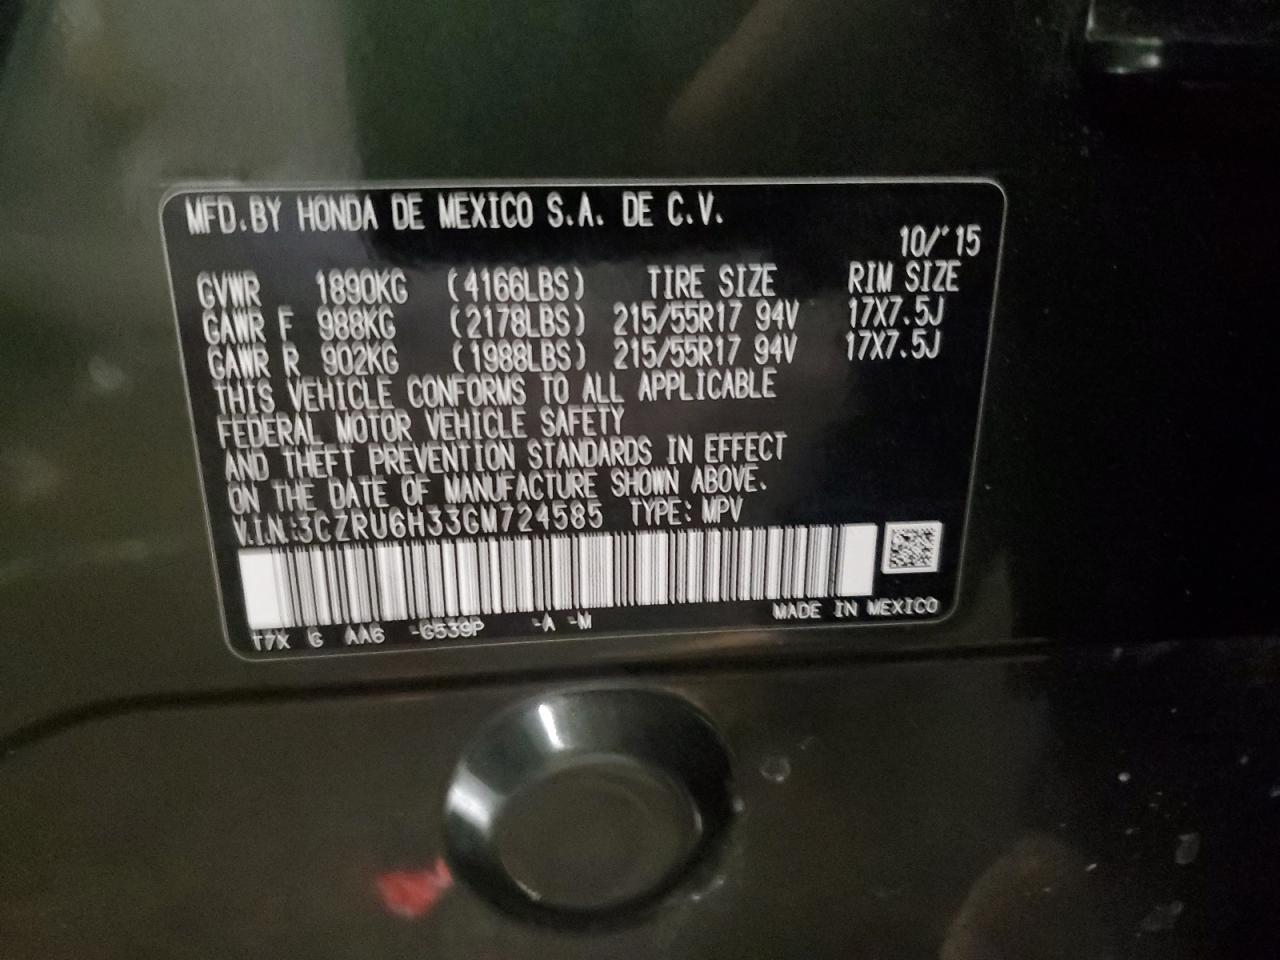 MFD.BY HONDA DE MEXICO S.A. DE C.V.
10/'15
GVWR 1890KG (4166LBS) TIRE SIZE RIM SIZE
GAWR F 988KG (2178LBS) 215/55R17 94V 17X7.5J
GAWR R 902KG (1988LBS) 215/55R17 94V 17X7.5J
THIS VEHICLE CONFORMS TO ALL APPLICABLE
FEDERAL MOTOR VEHICLE SAFETY
AND THEFT PREVENTION STANDARDS IN EFFECT
ON THE DATE OF MANUFACTURE SHOWN ABOVE.
V.I.N.:3CZRU6H33GM724585 TYPE: MPV
T7X G AA6 -G539P -A -M MADE IN MEXICO